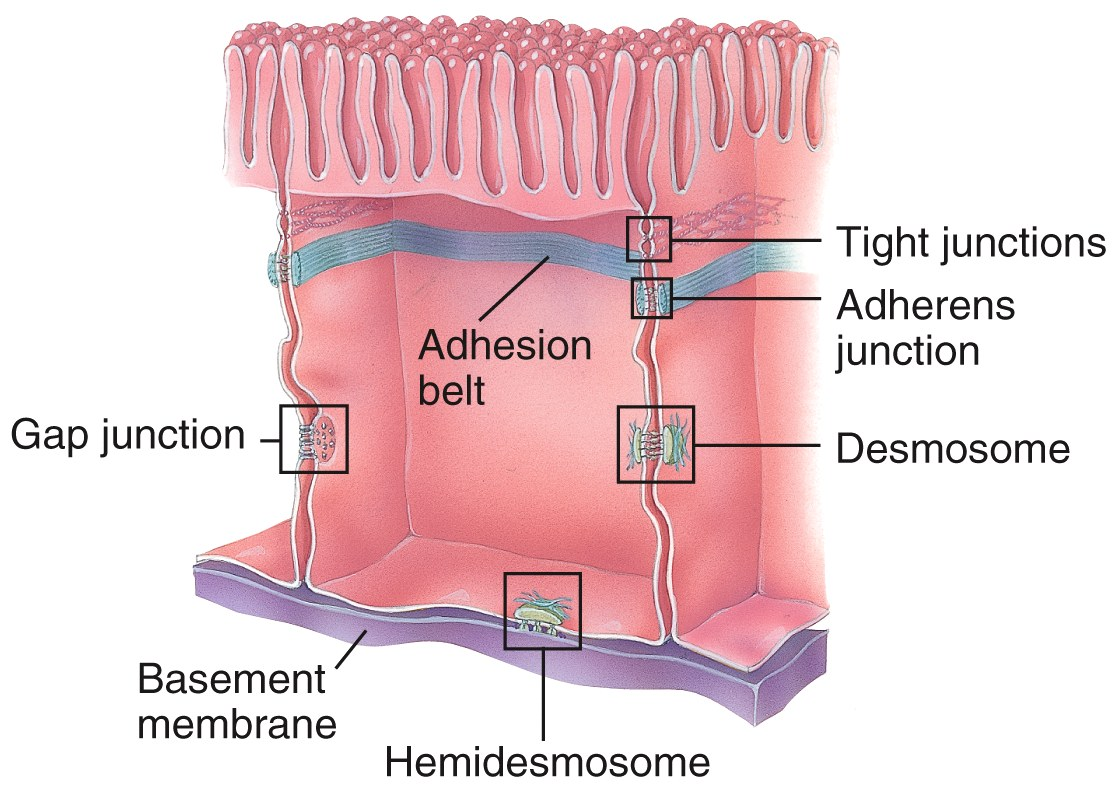 Tight junctions
Adherens
junction
Adhesion
belt
Gap junction
Desmosome
Basement
membrane
Hemidesmosome